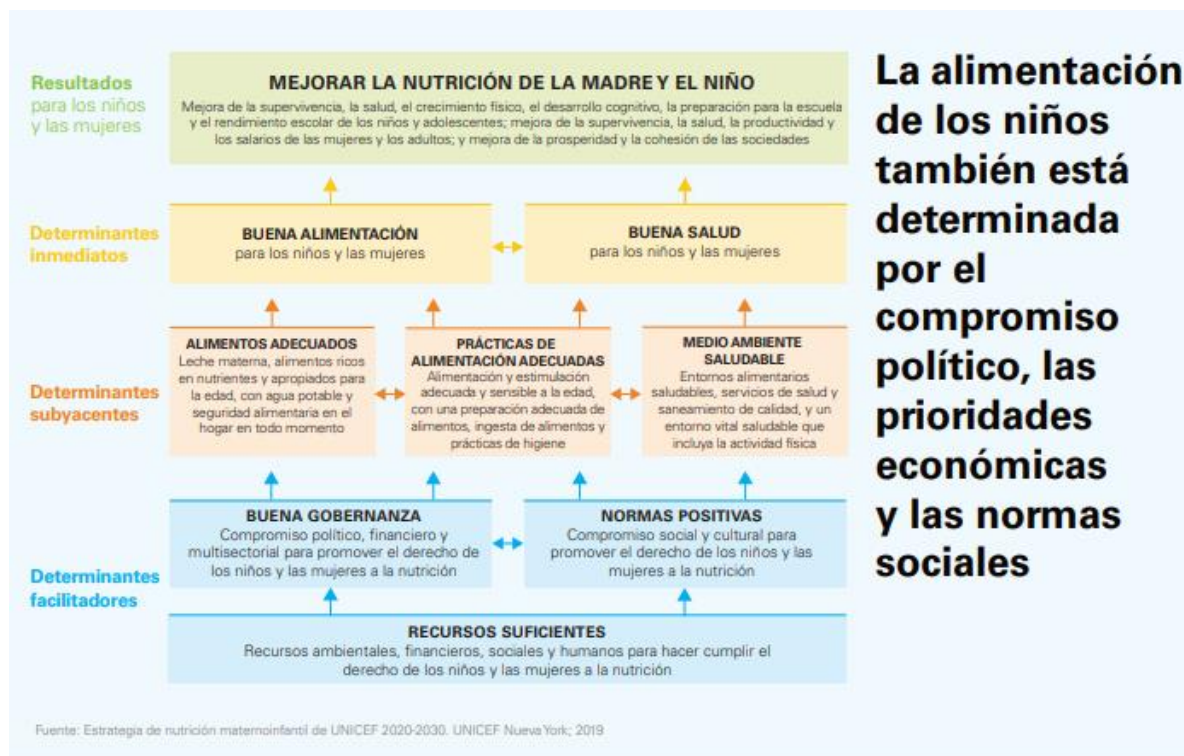 Resultados
para los niños
y las mujeres
MEJORAR LA NUTRICIÓN DE LA MADRE Y EL NIÑO
Mejora de la supervivencia, la salud, el crecimiento físico, el desarrollo cognitivo, la preparación para la escuela
y el rendimiento escolar de los niños y adolescentes; mejora de la supervivencia, la salud, la productividad y
los salarios de las mujeres y los adultos; y mejora de la prosperidad y la cohesión de las sociedades
Determinantes
inmediatos
BUENA ALIMENTACIÓN
para los niños y las mujeres
BUENA SALUD
para los niños y las mujeres
Determinantes
subyacentes
ALIMENTOS ADECUADOS
Leche materna, alimentos ricos
en nutrientes y apropiados para
la edad, con agua potable y
seguridad alimentaria en el
hogar en todo momento
PRÁCTICAS DE
ALIMENTACIÓN ADECUADAS
Alimentación y estimulación
adecuada y sensible a la edad,
con una preparación adecuada de
alimentos, ingesta de alimentos y
prácticas de higiene
MEDIO AMBIENTE
SALUDABLE
Entornos alimentarios
saludables, servicios de salud y
saneamiento de calidad, y un
entorno vital saludable que
incluya la actividad física
Determinantes
facilitadores
BUENA GOBERNANZA
Compromiso político, financiero y
multisectorial para promover el derecho de
los niños y las mujeres a la nutrición
NORMAS POSITIVAS
Compromiso social y cultural para
promover el derecho de los niños y las
mujeres a la nutrición
RECURSOS SUFICIENTES
Recursos ambientales, financieros, sociales y humanos para hacer cumplir el
derecho de los niños y las mujeres a la nutrición
La alimentación
de los niños
también está
determinada
por el
compromiso
político, las
prioridades
económicas
y las normas
sociales
Fuente: Estrategia de nutrición maternoinfantil de UNICEF 2020-2030. UNICEF Nueva York; 2019